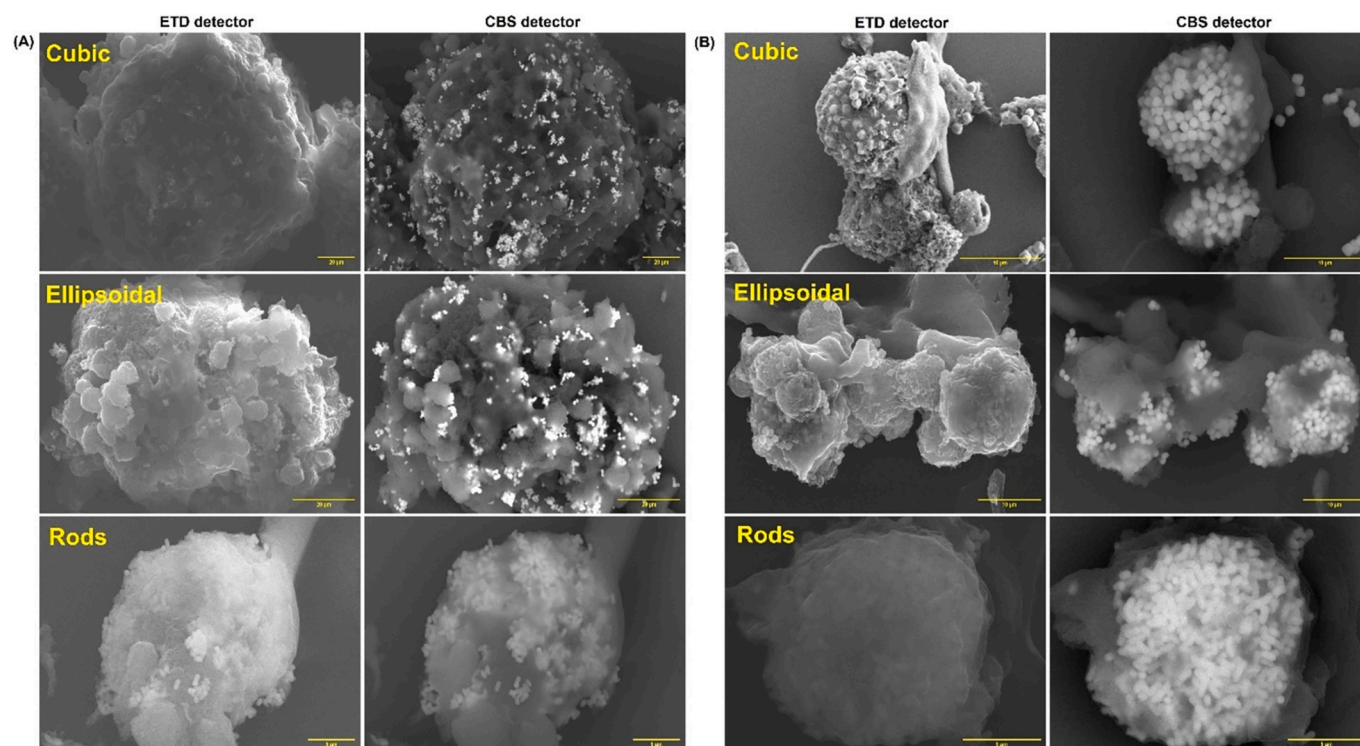 ETD detector CBS detector ETD detector CBS detector
(A) Cubic (B) Cubic
20 µm 20 µm 10 µm 10 µm
Ellipsoidal Ellipsoidal
20 µm 20 µm 10 µm 10 µm
Rods Rods